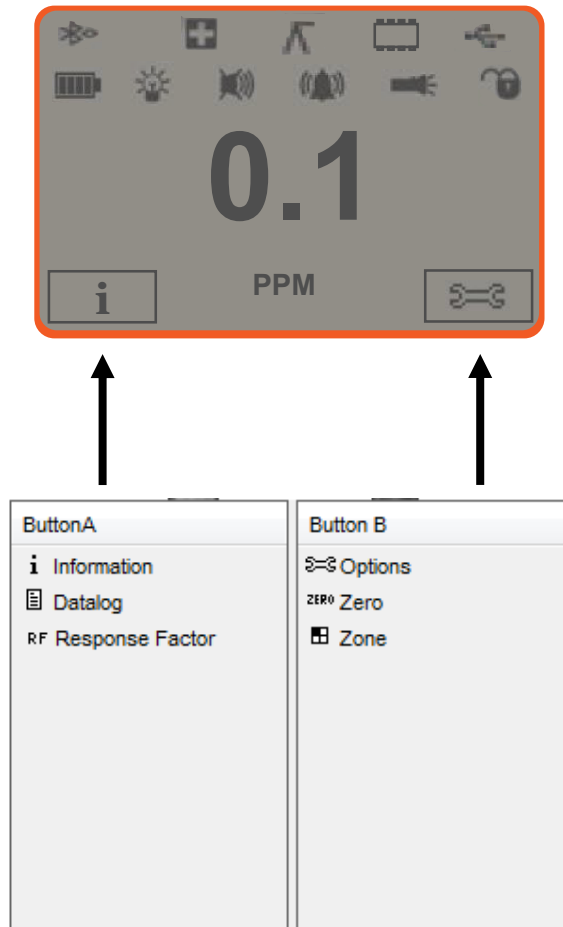 0.1
PPM
i
ButtonA
i Information
Datalog
RF Response Factor
Button B
Options
ZERO Zero
Zone